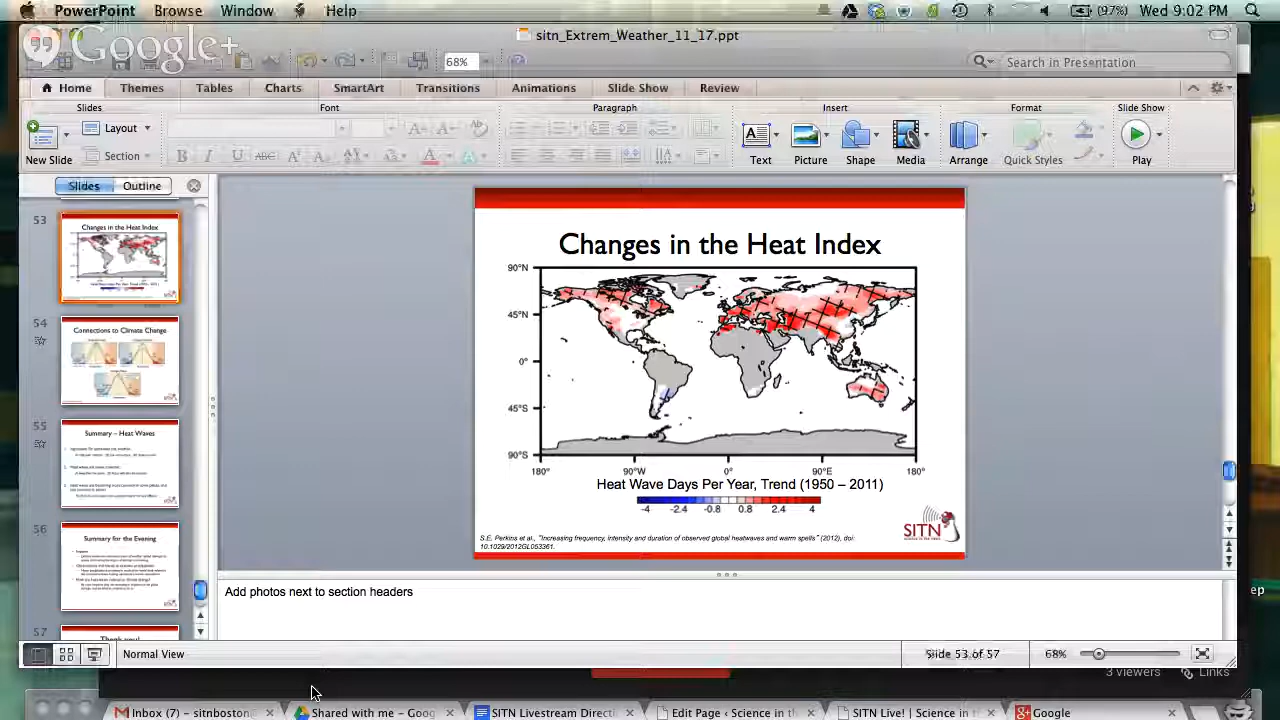 PowerPoint Browse Window Help (97%) Wed 9:02 PM
Google+
sitn_Extrem_Weather_11_17.ppt
68% Search in Presentation
Home Themes Tables Charts SmartArt Transitions Animations Slide Show Review
Slides Font Paragraph Insert Format Slide Show
New Slide Layout Section Text Picture Shape Media Arrange Quick Styles Play
Slides Outline
53
Changes in the Heat Index
54
Connections to Climate Change
55
Summary – Heat Waves
56
Summary for the Evening
57
Thank you!
Changes in the Heat Index
90°N
45°N
0°
45°S
90°S
180° 90°W 0° 90°E 180°
Heat Wave Days Per Year, Trend (1950 – 2011)
-4 -2.4 -0.8 0.8 2.4 4
SITN
S.E. Perkins et al., "Increasing frequency, intensity and duration of observed global heatwaves and warm spells" (2012), doi:
10.1029/2012GL053361.
Add photos next to section headers
Normal View Slide 53 of 57 68%
3 viewers Links
Inbox (7) – sitnboston Shared with me – Goog SITN Livestream Directi Edit Page ‹ Science in th SITN Live! | Science in t Google